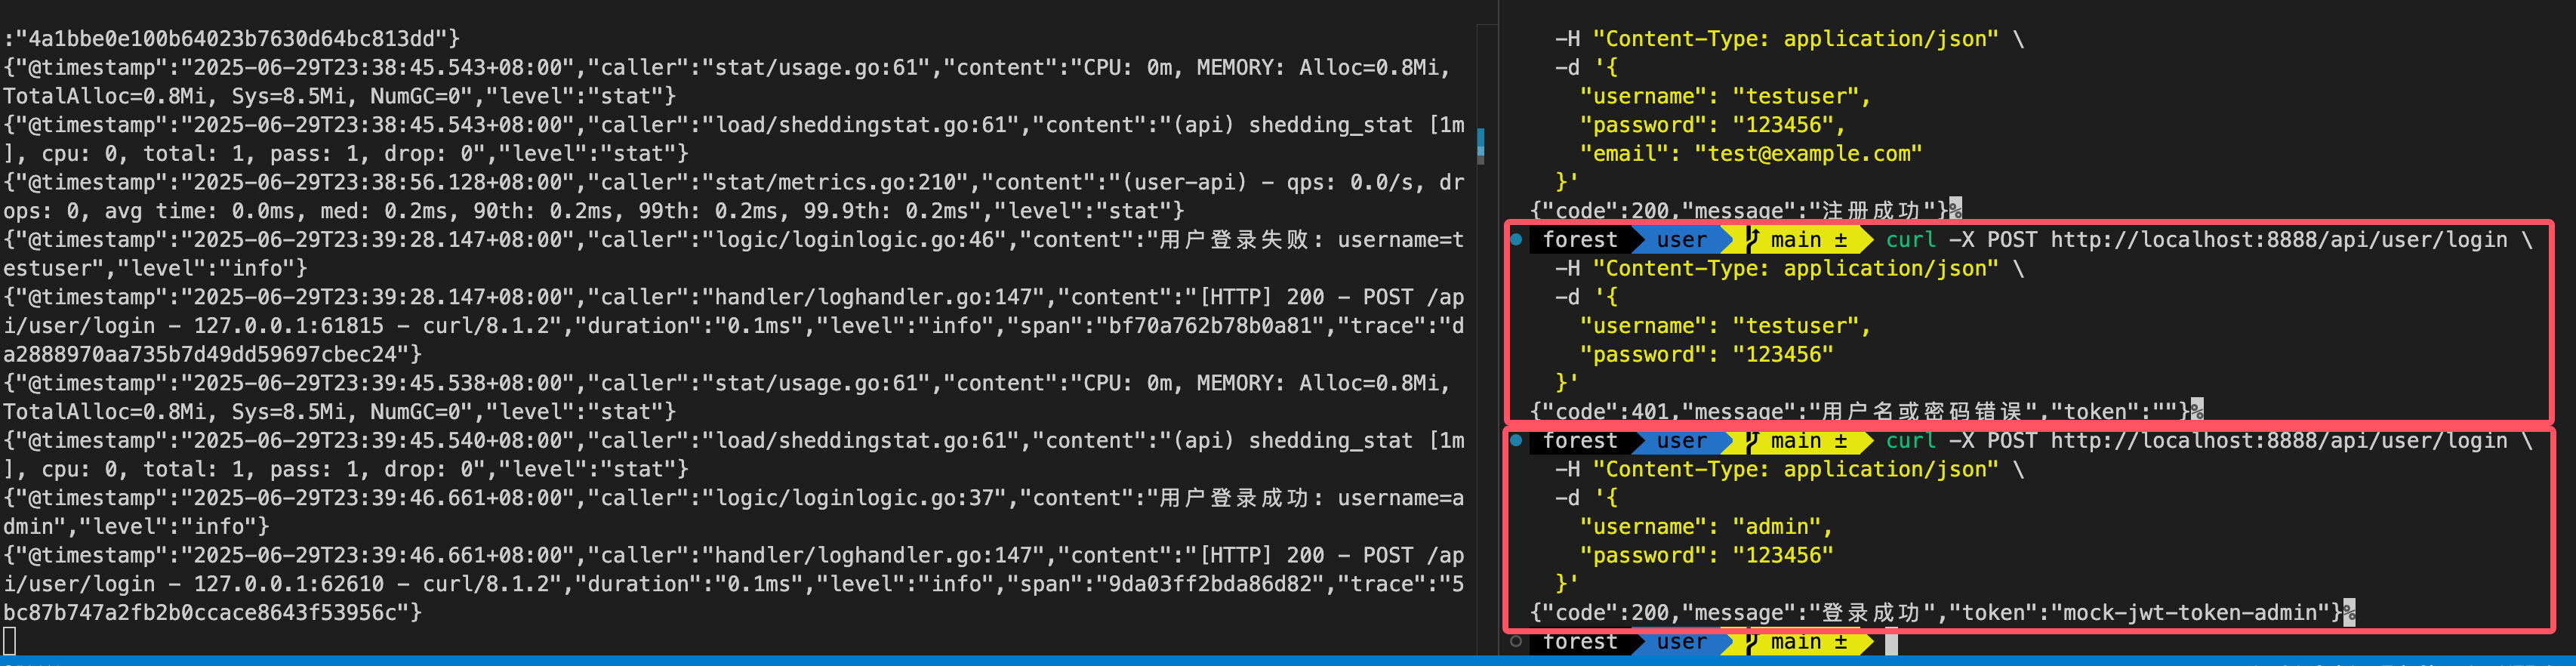 :"4a1bbe0e100b64023b7630d64bc813dd"}
{"@timestamp":"2025-06-29T23:38:45.543+08:00","caller":"stat/usage.go:61","content":"CPU: 0m, MEMORY: Alloc=0.8Mi,
TotalAlloc=0.8Mi, Sys=8.5Mi, NumGC=0","level":"stat"}
{"@timestamp":"2025-06-29T23:38:45.543+08:00","caller":"load/sheddingstat.go:61","content":"(api) shedding_stat [1m
], cpu: 0, total: 1, pass: 1, drop: 0","level":"stat"}
{"@timestamp":"2025-06-29T23:38:56.128+08:00","caller":"stat/metrics.go:210","content":"(user-api) - qps: 0.0/s, dr
ops: 0, avg time: 0.0ms, med: 0.2ms, 90th: 0.2ms, 99th: 0.2ms, 99.9th: 0.2ms","level":"stat"}
{"@timestamp":"2025-06-29T23:39:28.147+08:00","caller":"logic/loginlogic.go:46","content":"用户登录失败: username=t
estuser","level":"info"}
{"@timestamp":"2025-06-29T23:39:28.147+08:00","caller":"handler/loghandler.go:147","content":"[HTTP] 200 - POST /ap
i/user/login - 127.0.0.1:61815 - curl/8.1.2","duration":"0.1ms","level":"info","span":"bf70a762b78b0a81","trace":"d
a2888970aa735b7d49dd59697cbec24"}
{"@timestamp":"2025-06-29T23:39:45.538+08:00","caller":"stat/usage.go:61","content":"CPU: 0m, MEMORY: Alloc=0.8Mi,
TotalAlloc=0.8Mi, Sys=8.5Mi, NumGC=0","level":"stat"}
{"@timestamp":"2025-06-29T23:39:45.540+08:00","caller":"load/sheddingstat.go:61","content":"(api) shedding_stat [1m
], cpu: 0, total: 1, pass: 1, drop: 0","level":"stat"}
{"@timestamp":"2025-06-29T23:39:46.661+08:00","caller":"logic/loginlogic.go:37","content":"用户登录成功: username=a
dmin","level":"info"}
{"@timestamp":"2025-06-29T23:39:46.661+08:00","caller":"handler/loghandler.go:147","content":"[HTTP] 200 - POST /ap
i/user/login - 127.0.0.1:62610 - curl/8.1.2","duration":"0.1ms","level":"info","span":"9da03ff2bda86d82","trace":"5
bc87b747a2fb2b0ccace8643f53956c"}
-H "Content-Type: application/json" \
-d '{
"username": "testuser",
"password": "123456",
"email": "test@example.com"
}'
{"code":200,"message":"注册成功"}%
forest user main ± curl -X POST http://localhost:8888/api/user/login \
-H "Content-Type: application/json" \
-d '{
"username": "testuser",
"password": "123456"
}'
{"code":401,"message":"用户名或密码错误","token":""}%
forest user main ± curl -X POST http://localhost:8888/api/user/login \
-H "Content-Type: application/json" \
-d '{
"username": "admin",
"password": "123456"
}'
{"code":200,"message":"登录成功","token":"mock-jwt-token-admin"}%
forest user main ±